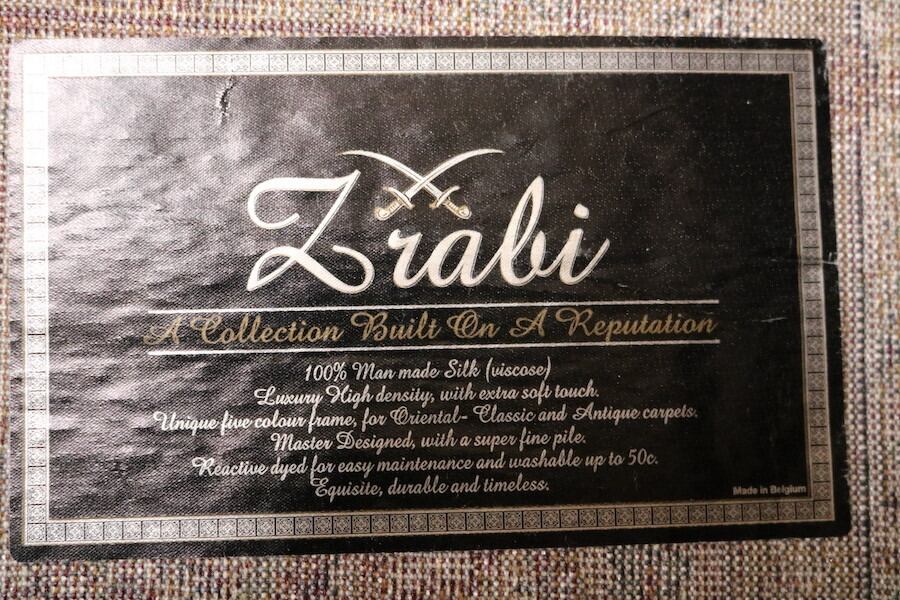 Zrabi
A Collection Built On A Reputation
100% Man made Silk (viscose)
Luxury High density, with extra soft touch.
Unique five colour frame, for Oriental- Classic and Antique carpets.
Master Designed, with a super fine pile.
Reactive dyed for easy maintenance and washable up to 50c.
Equisite, durable and timeless.
Made in Belgium